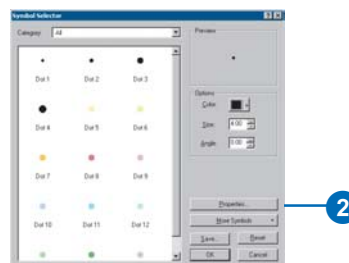 Symbol Selector
Category: All
Preview
Dot 1 Dot 2 Dot 3
Options
Color:
Dot 4 Dot 5 Dot 6
Size: 4.00
Angle: 0.00
Dot 7 Dot 8 Dot 9
Properties...
2
More Symbols
Dot 10 Dot 11 Dot 12
Save... Reset
OK Cancel